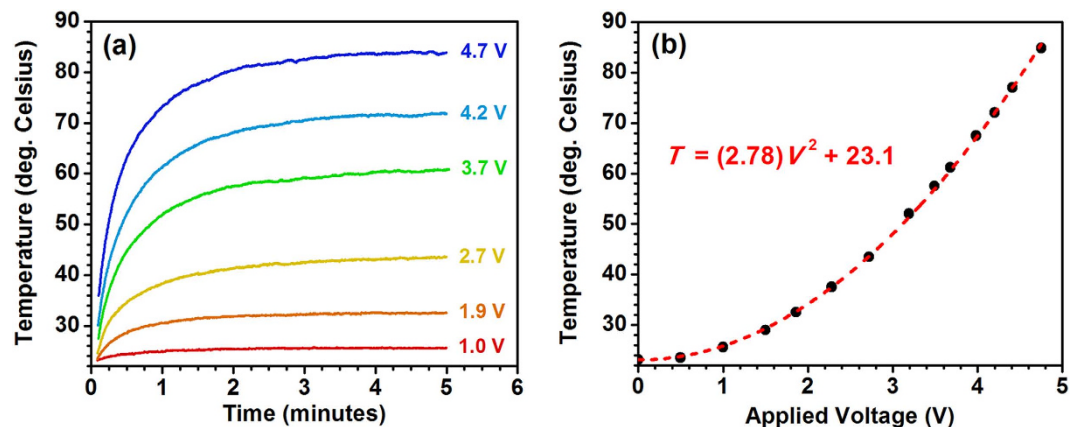 (a)
Temperature (deg. Celsius)
90
80
70
60
50
40
30
4.7 V
4.2 V
3.7 V
2.7 V
1.9 V
1.0 V
0 1 2 3 4 5 6
Time (minutes)
(b)
Temperature (deg. Celsius)
90
80
70
60
50
40
30
T = (2.78) V² + 23.1
0 1 2 3 4 5
Applied Voltage (V)